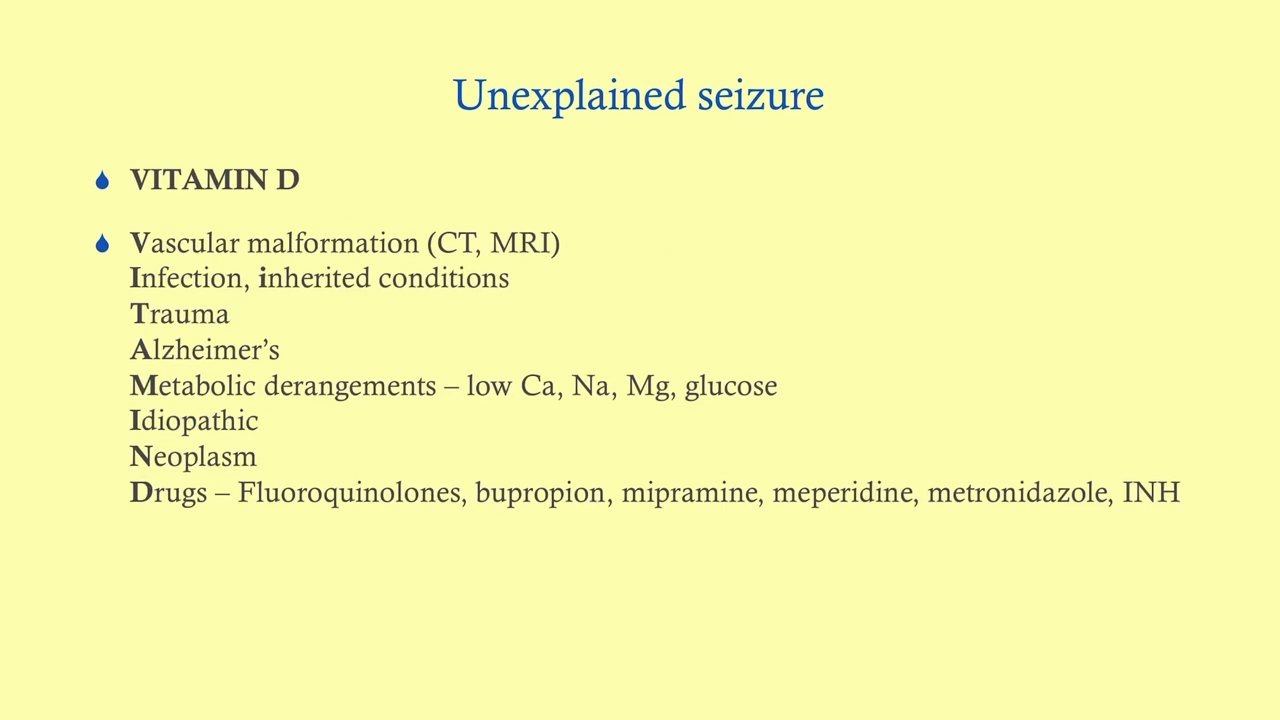 Unexplained seizure
VITAMIN D
Vascular malformation (CT, MRI)
Infection, inherited conditions
Trauma
Alzheimer’s
Metabolic derangements – low Ca, Na, Mg, glucose
Idiopathic
Neoplasm
Drugs – Fluoroquinolones, bupropion, mipramine, meperidine, metronidazole, INH